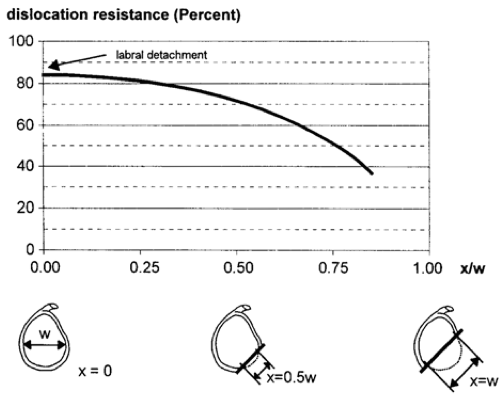 dislocation resistance (Percent)
100
labral detachment
80
60
40
20
0
0.00 0.25 0.50 0.75 1.00 x/w
w
x = 0
x=0.5w
x=w